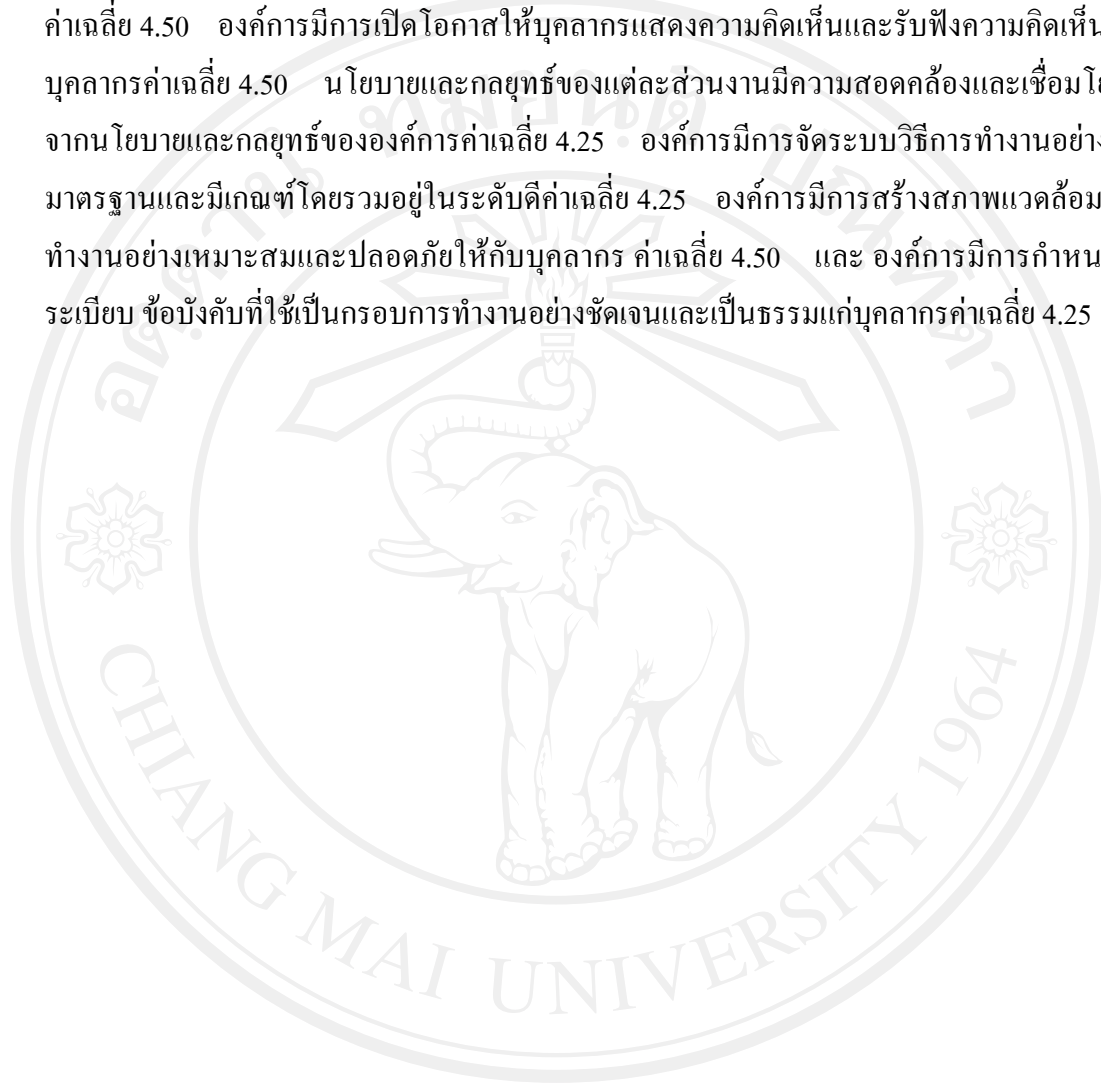 ค่าเฉลี่ย 4.50 องค์การมีการเปิดโอกาสให้บุคลากรแสดงความคิดเห็นและรับฟังความคิดเห็น
บุคลากรค่าเฉลี่ย 4.50 นโยบายและกลยุทธ์ของแต่ละส่วนงานมีความสอดคล้องและเชื่อมโย
จากนโยบายและกลยุทธ์ขององค์การค่าเฉลี่ย 4.25 องค์การมีการจัดระบบวิธีการทำงานอย่าง
มาตรฐานและมีเกณฑ์โดยรวมอยู่ในระดับดีค่าเฉลี่ย 4.25 องค์การมีการสร้างสภาพแวดล้อม
ทำงานอย่างเหมาะสมและปลอดภัยให้กับบุคลากร ค่าเฉลี่ย 4.50 และ องค์การมีการกำหน
ระเบียบ ข้อบังคับที่ใช้เป็นกรอบการทำงานอย่างชัดเจนและเป็นธรรมแก่บุคลากรค่าเฉลี่ย 4.25
อตฺตานํ ทมยนฺติ ปณฺฑิตา
CHIANG MAI UNIVERSITY 1964